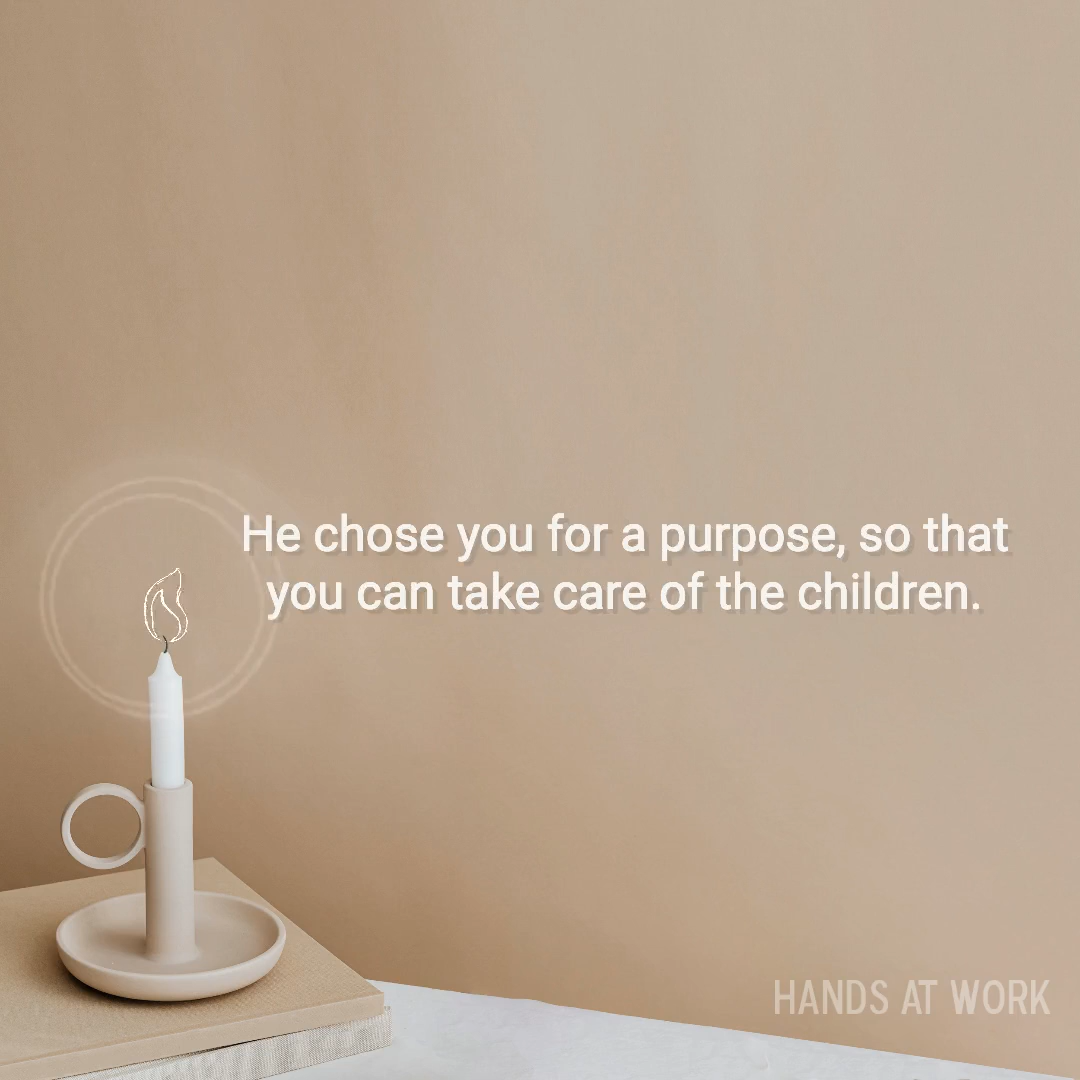 He chose you for a purpose, so that
you can take care of the children.
HANDS AT WORK